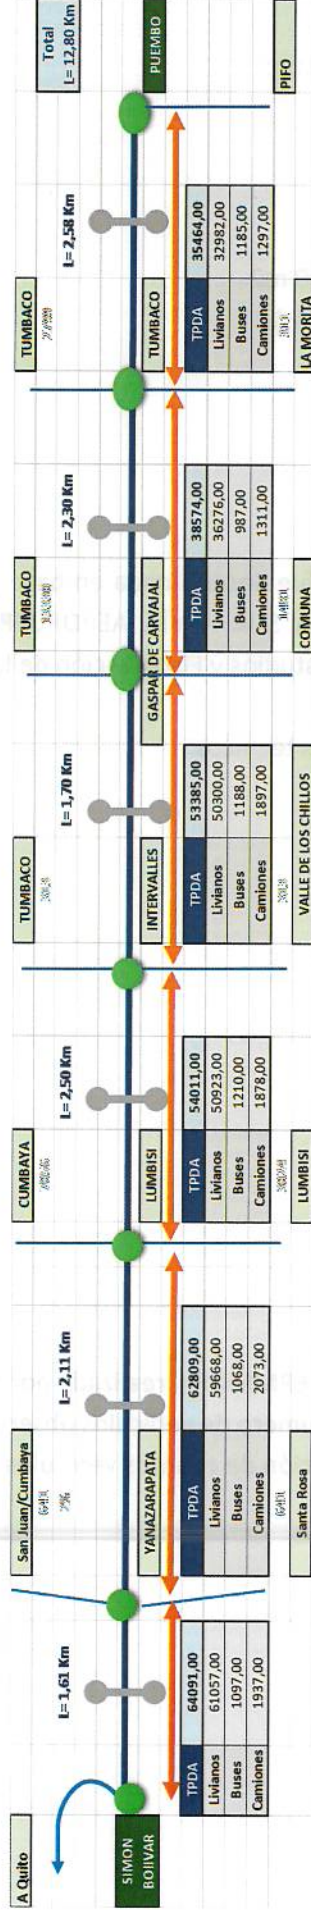 A Quito
San Juan/Cumbaya
CUMBAYA
TUMBACO
TUMBACO
TUMBACO
Total
L= 12,80 Km
L= 1,61 Km
L= 2,11 Km
L= 2,50 Km
L= 1,70 Km
L= 2,30 Km
L= 2,58 Km
SIMON
BOLIVAR
YANAZARAPATA
LUMBISI
INTERVALLES
GASPAR DE CARVAJAL
TUMBACO
PUEMBO
TPDA 64091,00
Livianos 61057,00
Buses 1097,00
Camiones 1937,00
TPDA 62809,00
Livianos 59668,00
Buses 1068,00
Camiones 2073,00
TPDA 54011,00
Livianos 50923,00
Buses 1210,00
Camiones 1878,00
TPDA 53385,00
Livianos 50300,00
Buses 1188,00
Camiones 1897,00
TPDA 38574,00
Livianos 36276,00
Buses 987,00
Camiones 1311,00
TPDA 35464,00
Livianos 32982,00
Buses 1185,00
Camiones 1297,00
Santa Rosa
LUMBISI
VALLE DE LOS CHILLOS
COMUNA
LA MORITA
PIFO